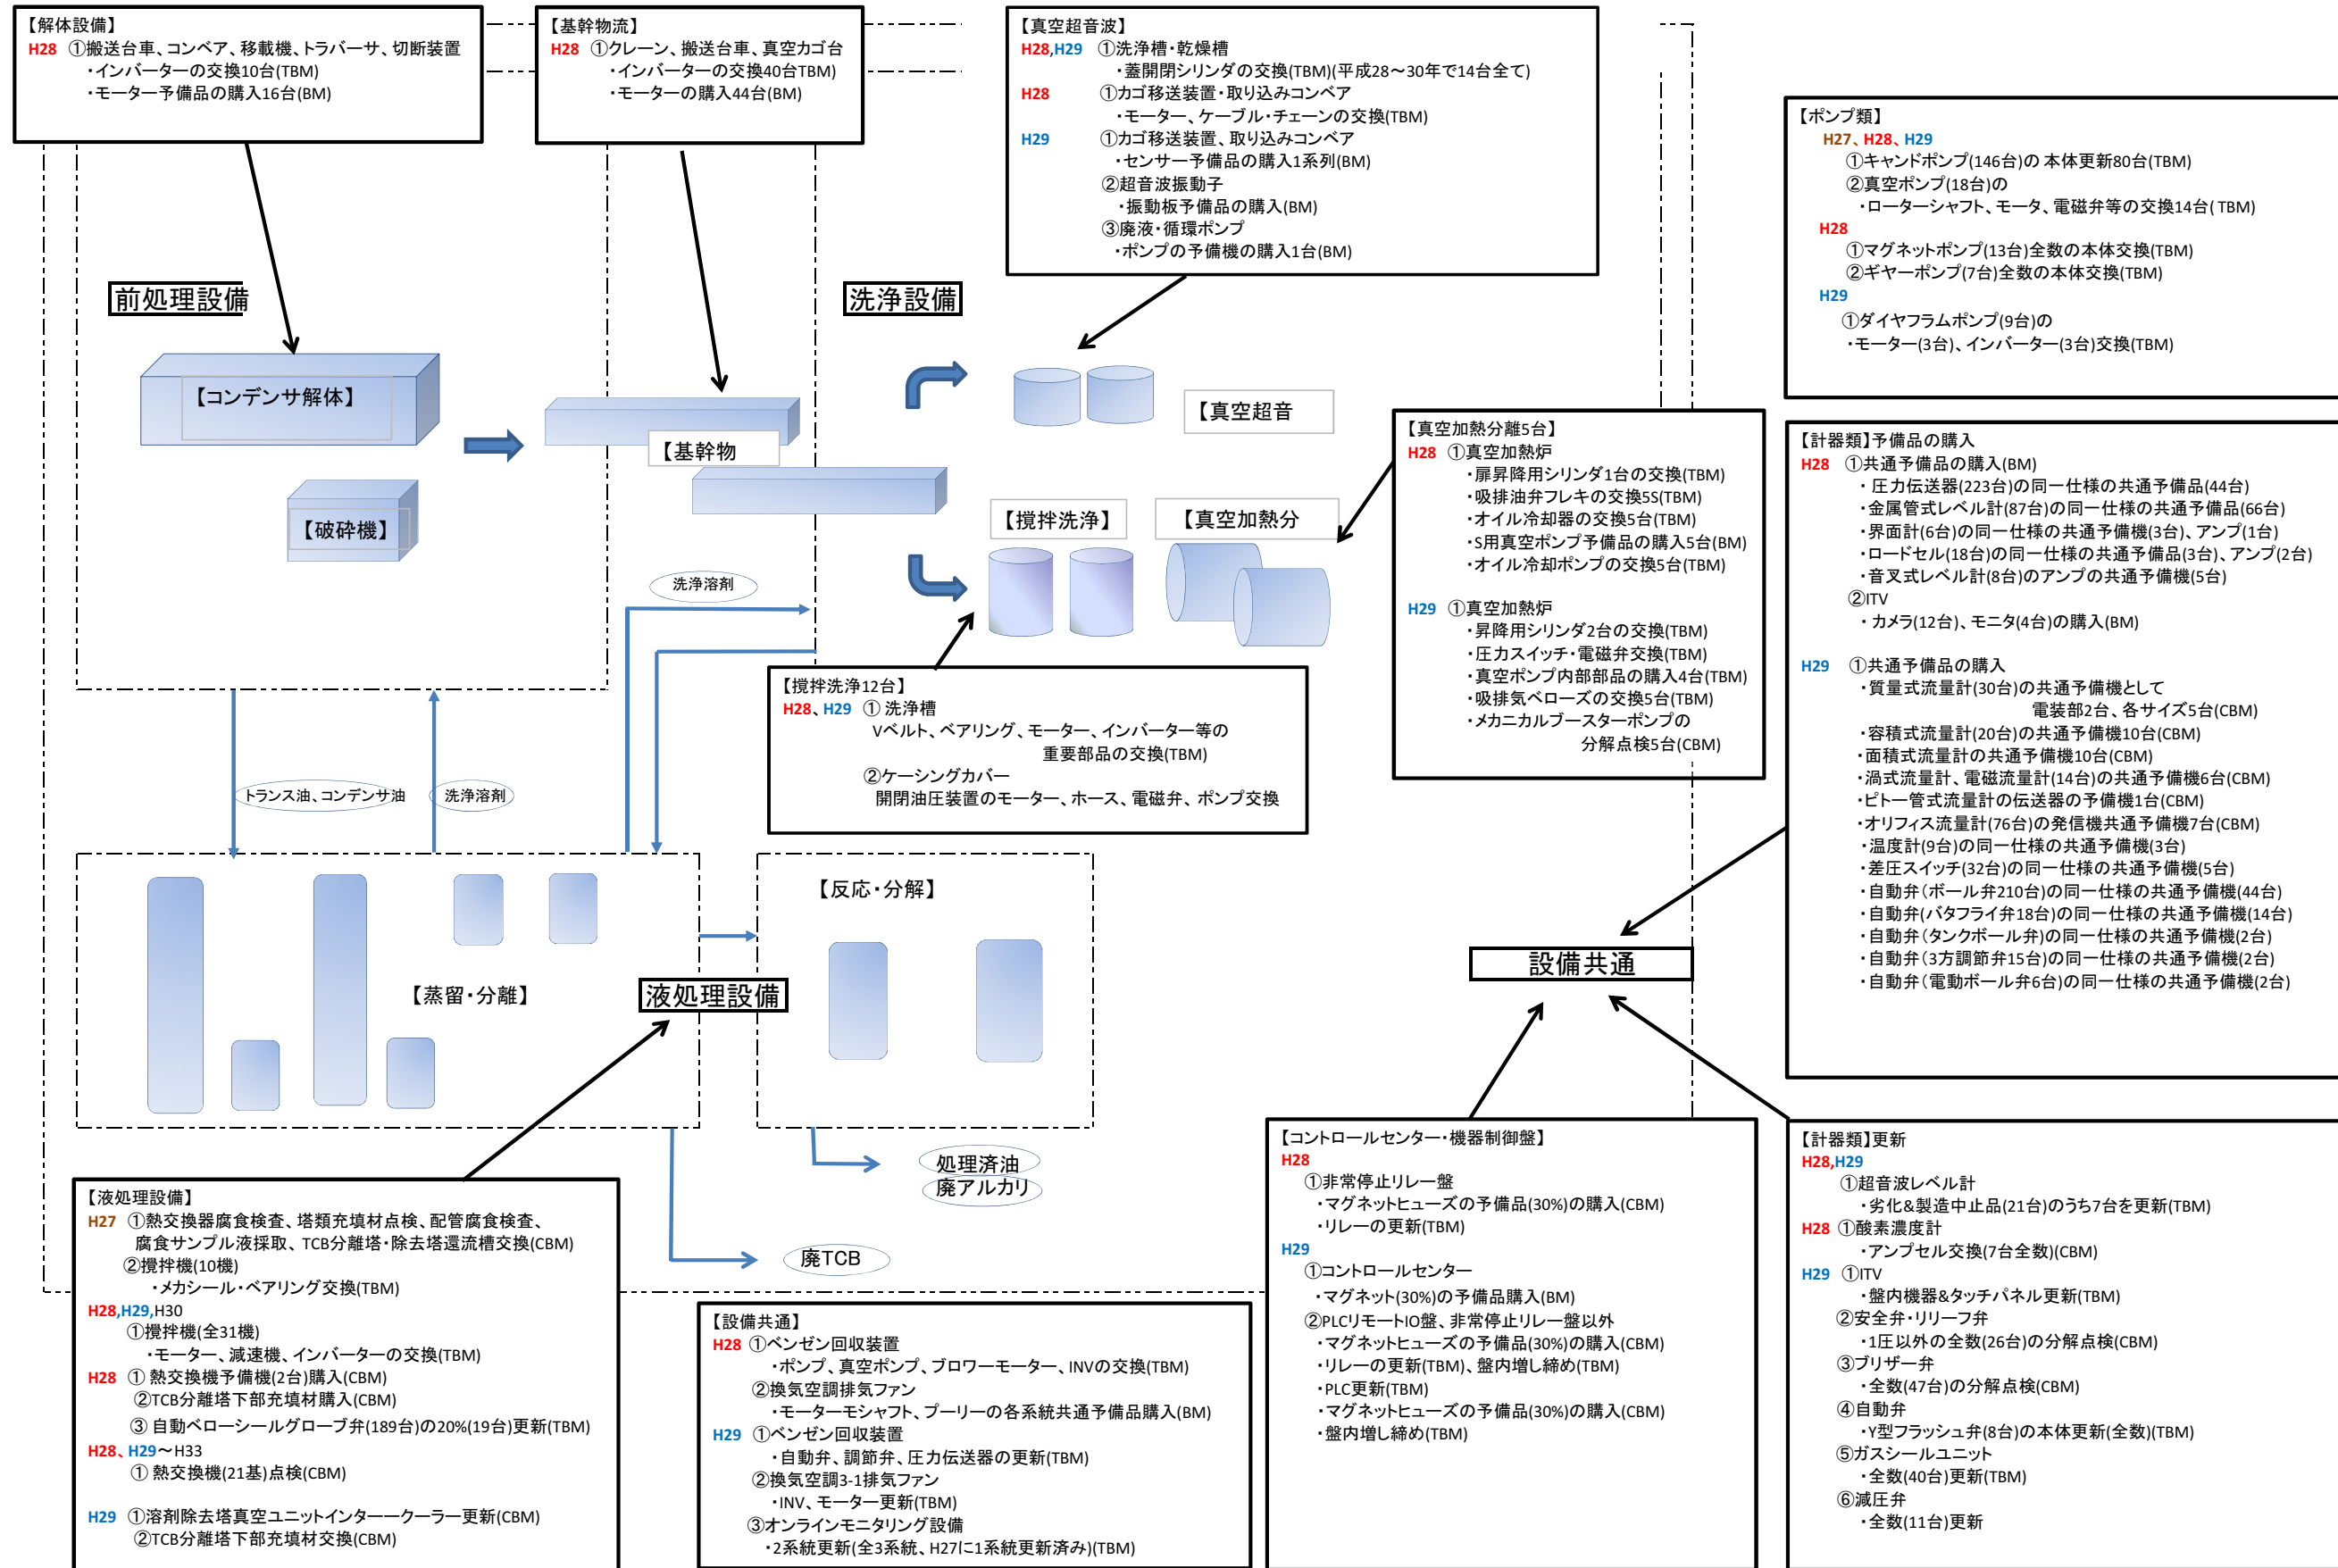 【解体設備】
H28 ①搬送台車、コンベア、移載機、トラバーサ、切断装置
・インバーターの交換10台(TBM)
・モーター予備品の購入16台(BM)
【基幹物流】
H28 ①クレーン、搬送台車、真空カゴ台
・インバーターの交換40台TBM)
・モーターの購入44台(BM)
【真空超音波】
H28,H29 ①洗浄槽・乾燥槽
・蓋開閉シリンダの交換(TBM)(平成28～30年で14台全て)
H28 ①カゴ移送装置・取り込みコンベア
・モーター、ケーブル・チェーンの交換(TBM)
H29 ①カゴ移送装置、取り込みコンベア
・センサー予備品の購入1系列(BM)
②超音波振動子
・振動板予備品の購入(BM)
③廃液・循環ポンプ
・ポンプの予備機の購入1台(BM)
【ポンプ類】
H27、H28、H29
①キャンドポンプ(146台)の 本体更新80台(TBM)
②真空ポンプ(18台)の
・ローターシャフト、モータ、電磁弁等の交換14台( TBM)
H28
①マグネットポンプ(13台)全数の本体交換(TBM)
②ギヤーポンプ(7台)全数の本体交換(TBM)
H29
①ダイヤフラムポンプ(9台)の
・モーター(3台)、インバーター(3台)交換(TBM)
前処理設備
洗浄設備
【コンデンサ解体】
【破砕機】
【基幹物
【真空超音
【攪拌洗浄】
【真空加熱分
洗浄溶剤
【真空加熱分離5台】
H28 ①真空加熱炉
・扉昇降用シリンダ1台の交換(TBM)
・吸排油弁フレキの交換5S(TBM)
・オイル冷却器の交換5台(TBM)
・S用真空ポンプ予備品の購入5台(BM)
・オイル冷却ポンプの交換5台(TBM)
H29 ①真空加熱炉
・昇降用シリンダ2台の交換(TBM)
・圧力スイッチ・電磁弁交換(TBM)
・真空ポンプ内部部品の購入4台(TBM)
・吸排気ベローズの交換5台(TBM)
・メカニカルブースターポンプの
分解点検5台(CBM)
【計器類】予備品の購入
H28 ①共通予備品の購入(BM)
・ 圧力伝送器(223台)の同一仕様の共通予備品(44台)
・金属管式レベル計(87台)の同一仕様の共通予備品(66台)
・界面計(6台)の同一仕様の共通予備機(3台)、アンプ(1台)
・ロードセル(18台)の同一仕様の共通予備品(3台)、アンプ(2台)
・音叉式レベル計(8台)のアンプの共通予備機(5台)
②ITV
・ カメラ(12台)、モニタ(4台)の購入(BM)
H29 ①共通予備品の購入
・質量式流量計(30台)の共通予備機として
電装部2台、各サイズ5台(CBM)
・容積式流量計(20台)の共通予備機10台(CBM)
・面積式流量計の共通予備機10台(CBM)
・渦式流量計、電磁流量計(14台)の共通予備機6台(CBM)
・ピトー管式流量計の伝送器の予備機1台(CBM)
・オリフィス流量計(76台)の発信機共通予備機7台(CBM)
・温度計(9台)の同一仕様の共通予備機(3台)
・差圧スイッチ(32台)の同一仕様の共通予備機(5台)
・自動弁(ボール弁210台)の同一仕様の共通予備機(44台)
・自動弁(バタフライ弁18台)の同一仕様の共通予備機(14台)
・自動弁(タンクボール弁)の同一仕様の共通予備機(2台)
・自動弁(3方調節弁15台)の同一仕様の共通予備機(2台)
・自動弁(電動ボール弁6台)の同一仕様の共通予備機(2台)
【攪拌洗浄12台】
H28、H29 ① 洗浄槽
Vベルト、ベアリング、モーター、インバーター等の
重要部品の交換(TBM)
②ケーシングカバー
開閉油圧装置のモーター、ホース、電磁弁、ポンプ交換
トランス油、コンデンサ油
洗浄溶剤
【反応・分解】
【蒸留・分離】
液処理設備
設備共通
処理済油
廃アルカリ
廃TCB
【液処理設備】
H27 ①熱交換器腐食検査、塔類充填材点検、配管腐食検査、
腐食サンプル液採取、TCB分離塔・除去塔還流槽交換(CBM)
②攪拌機(10機)
・メカシール・ベアリング交換(TBM)
H28,H29,H30
①攪拌機(全31機)
・モーター、減速機、インバーターの交換(TBM)
H28 ① 熱交換機予備機(2台)購入(CBM)
②TCB分離塔下部充填材購入(CBM)
③ 自動ベローシールグローブ弁(189台)の20%(19台)更新(TBM)
H28、H29～H33
① 熱交換機(21基)点検(CBM)
H29 ①溶剤除去塔真空ユニットインタークーラー更新(CBM)
②TCB分離塔下部充填材交換(CBM)
【設備共通】
H28 ①ベンゼン回収装置
・ポンプ、真空ポンプ、ブロワーモーター、INVの交換(TBM)
②換気空調排気ファン
・モーターモシャフト、プーリーの各系統共通予備品購入(BM)
H29 ①ベンゼン回収装置
・自動弁、調節弁、圧力伝送器の更新(TBM)
②換気空調3-1排気ファン
・INV、モーター更新(TBM)
③オンラインモニタリング設備
・2系統更新(全3系統、H27に1系統更新済み)(TBM)
【コントロールセンター・機器制御盤】
H28
①非常停止リレー盤
・マグネットヒューズの予備品(30%)の購入(CBM)
・リレーの更新(TBM)
H29
①コントロールセンター
・マグネット(30%)の予備品購入(BM)
②PLCリモートIO盤、非常停止リレー盤以外
・マグネットヒューズの予備品(30%)の購入(CBM)
・リレーの更新(TBM)、盤内増し締め(TBM)
・PLC更新(TBM)
・マグネットヒューズの予備品(30%)の購入(CBM)
・盤内増し締め(TBM)
【計器類】更新
H28,H29
①超音波レベル計
・劣化&製造中止品(21台)のうち7台を更新(TBM)
H28 ①酸素濃度計
・アンプセル交換(7台全数)(CBM)
H29 ①ITV
・盤内機器&タッチパネル更新(TBM)
②安全弁・リリーフ弁
・1圧以外の全数(26台)の分解点検(CBM)
③ブリザー弁
・全数(47台)の分解点検(CBM)
④自動弁
・Y型フラッシュ弁(8台)の本体更新(全数)(TBM)
⑤ガスシールユニット
・全数(40台)更新(TBM)
⑥減圧弁
・全数(11台)更新